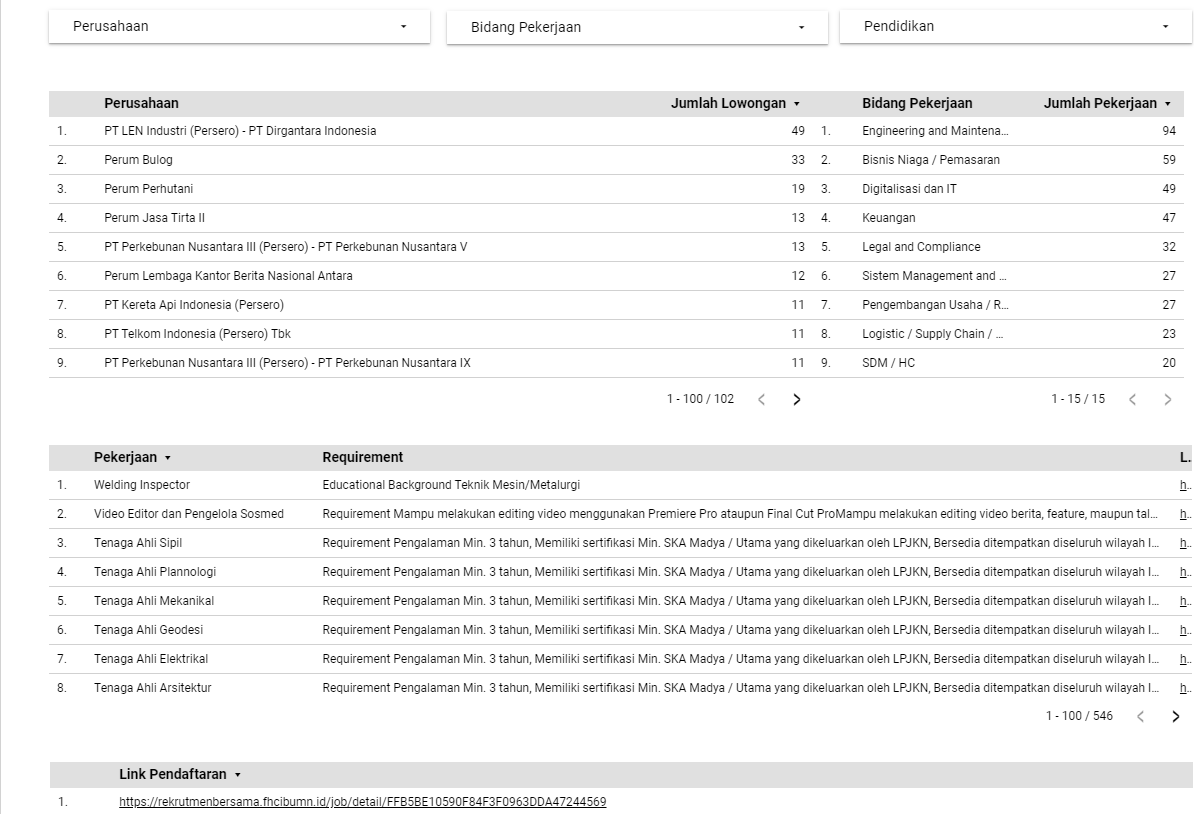 Perusahaan
Bidang Pekerjaan
Pendidikan
Perusahaan Jumlah Lowongan
1. PT LEN Industri (Persero) - PT Dirgantara Indonesia 49
2. Perum Bulog 33
3. Perum Perhutani 19
4. Perum Jasa Tirta II 13
5. PT Perkebunan Nusantara III (Persero) - PT Perkebunan Nusantara V 13
6. Perum Lembaga Kantor Berita Nasional Antara 12
7. PT Kereta Api Indonesia (Persero) 11
8. PT Telkom Indonesia (Persero) Tbk 11
9. PT Perkebunan Nusantara III (Persero) - PT Perkebunan Nusantara IX 11
1 - 100 / 102
Bidang Pekerjaan Jumlah Pekerjaan
1. Engineering and Maintena... 94
2. Bisnis Niaga / Pemasaran 59
3. Digitalisasi dan IT 49
4. Keuangan 47
5. Legal and Compliance 32
6. Sistem Management and ... 27
7. Pengembangan Usaha / R... 27
8. Logistic / Supply Chain / ... 23
9. SDM / HC 20
1 - 15 / 15
Pekerjaan Requirement L.
1. Welding Inspector Educational Background Teknik Mesin/Metalurgi h...
2. Video Editor dan Pengelola Sosmed Requirement Mampu melakukan editing video menggunakan Premiere Pro ataupun Final Cut ProMampu melakukan editing video berita, feature, maupun tal... h...
3. Tenaga Ahli Sipil Requirement Pengalaman Min. 3 tahun, Memiliki sertifikasi Min. SKA Madya / Utama yang dikeluarkan oleh LPJKN, Bersedia ditempatkan diseluruh wilayah I... h...
4. Tenaga Ahli Plannologi Requirement Pengalaman Min. 3 tahun, Memiliki sertifikasi Min. SKA Madya / Utama yang dikeluarkan oleh LPJKN, Bersedia ditempatkan diseluruh wilayah I... h...
5. Tenaga Ahli Mekanikal Requirement Pengalaman Min. 3 tahun, Memiliki sertifikasi Min. SKA Madya / Utama yang dikeluarkan oleh LPJKN, Bersedia ditempatkan diseluruh wilayah I... h...
6. Tenaga Ahli Geodesi Requirement Pengalaman Min. 3 tahun, Memiliki sertifikasi Min. SKA Madya / Utama yang dikeluarkan oleh LPJKN, Bersedia ditempatkan diseluruh wilayah I... h...
7. Tenaga Ahli Elektrikal Requirement Pengalaman Min. 3 tahun, Memiliki sertifikasi Min. SKA Madya / Utama yang dikeluarkan oleh LPJKN, Bersedia ditempatkan diseluruh wilayah I... h...
8. Tenaga Ahli Arsitektur Requirement Pengalaman Min. 3 tahun, Memiliki sertifikasi Min. SKA Madya / Utama yang dikeluarkan oleh LPJKN, Bersedia ditempatkan diseluruh wilayah I... h...
1 - 100 / 546
Link Pendaftaran
1. https://rekrutmenbersama.fhcibumn.id/job/detail/FFB5BE10590F84F3F0963DDA47244569